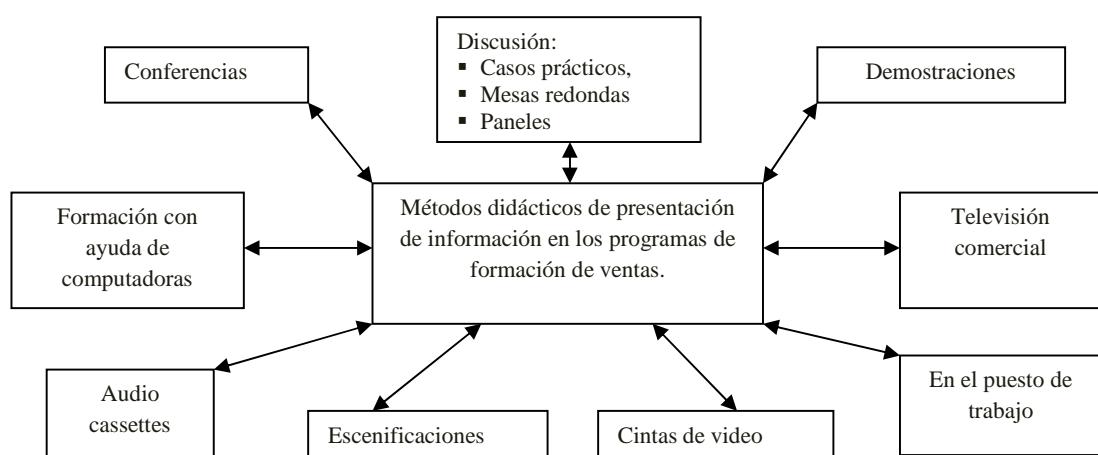 Conferencias
Discusión:
▪ Casos prácticos,
▪ Mesas redondas
▪ Paneles
Demostraciones
Formación con
ayuda de
computadoras
Métodos didácticos de presentación
de información en los programas de
formación de ventas.
Televisión
comercial
Audio
cassettes
Escenificaciones
Cintas de video
En el puesto de
trabajo